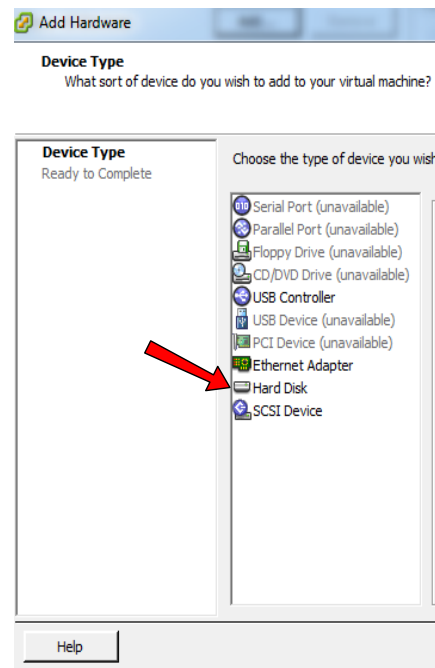 Add Hardware
Device Type
What sort of device do you wish to add to your virtual machine?
Device Type
Ready to Complete
Choose the type of device you wish
Serial Port (unavailable)
Parallel Port (unavailable)
Floppy Drive (unavailable)
CD/DVD Drive (unavailable)
USB Controller
USB Device (unavailable)
PCI Device (unavailable)
Ethernet Adapter
Hard Disk
SCSI Device
Help